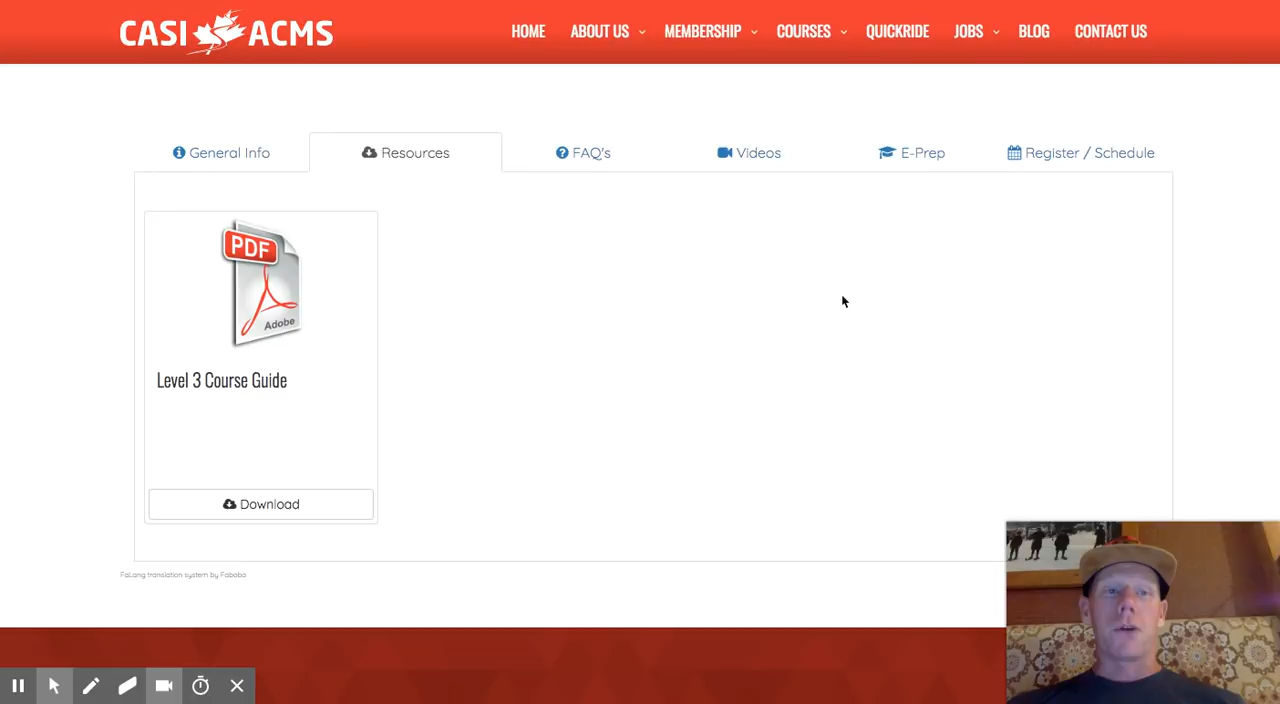 CASI ACMS
HOME ABOUT US MEMBERSHIP COURSES QUICKRIDE JOBS BLOG CONTACT US
General Info Resources FAQ's Videos E-Prep Register / Schedule
PDF
Adobe
Level 3 Course Guide
Download
FaLang translation system by Faboba